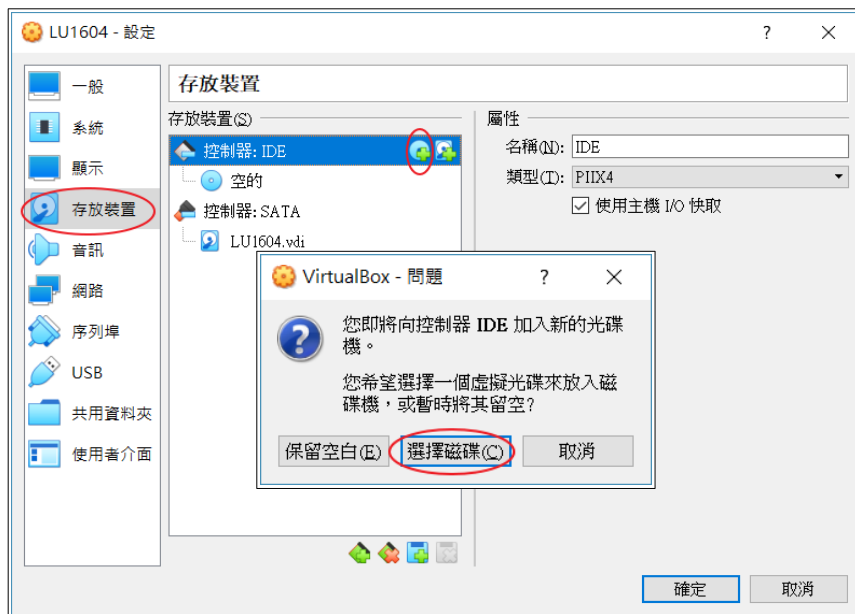 LU1604 - 設定
?
一般
系統
顯示
存放裝置
音訊
網路
序列埠
USB
共用資料夾
使用者介面
存放裝置
存放裝置(S)
控制器: IDE
空的
控制器: SATA
LU1604.vdi
屬性
名稱(N): IDE
類型(T): PIIX4
使用主機 I/O 快取
VirtualBox - 問題
?
您即將向控制器 IDE 加入新的光碟
機。
您希望選擇一個虛擬光碟來放入磁
碟機，或暫時將其留空?
保留空白(E) 選擇磁碟(C) 取消
確定 取消